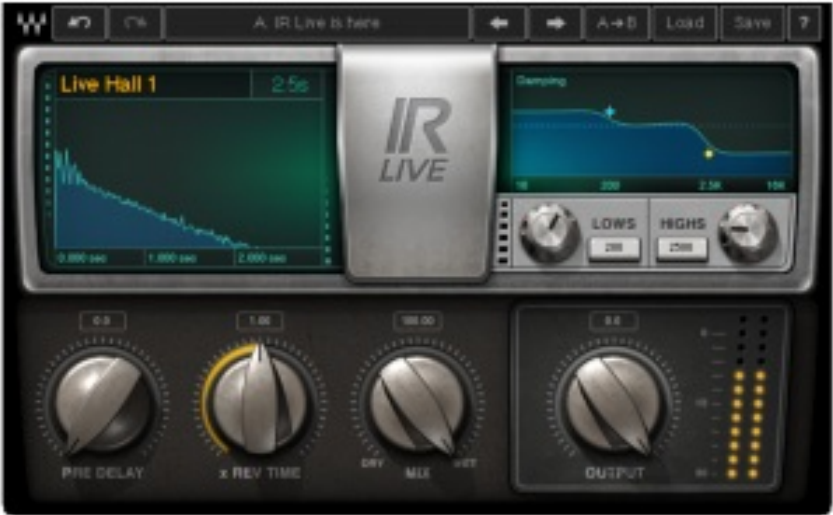 A: IR Live is here
A→B
Load
Save
?
Live Hall 1
2.5s
0.000 sec
1.000 sec
2.000 sec
IR
LIVE
Damping
200
2.5K
16K
LOWS
HIGHS
200
2500
0.0
1.00
100.00
0.0
PRE DELAY
x REV TIME
DRY
MIX
WET
OUTPUT